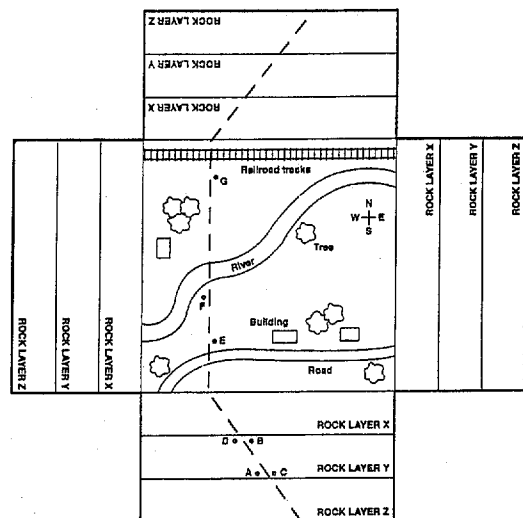 ROCK LAYER Z
ROCK LAYER Y
ROCK LAYER X
G
Railroad tracks
N
W E
S
Tree
River
F
Building
E
Road
ROCK LAYER Z
ROCK LAYER Y
ROCK LAYER X
ROCK LAYER X
ROCK LAYER Y
ROCK LAYER Z
ROCK LAYER X
D B
ROCK LAYER Y
A C
ROCK LAYER Z